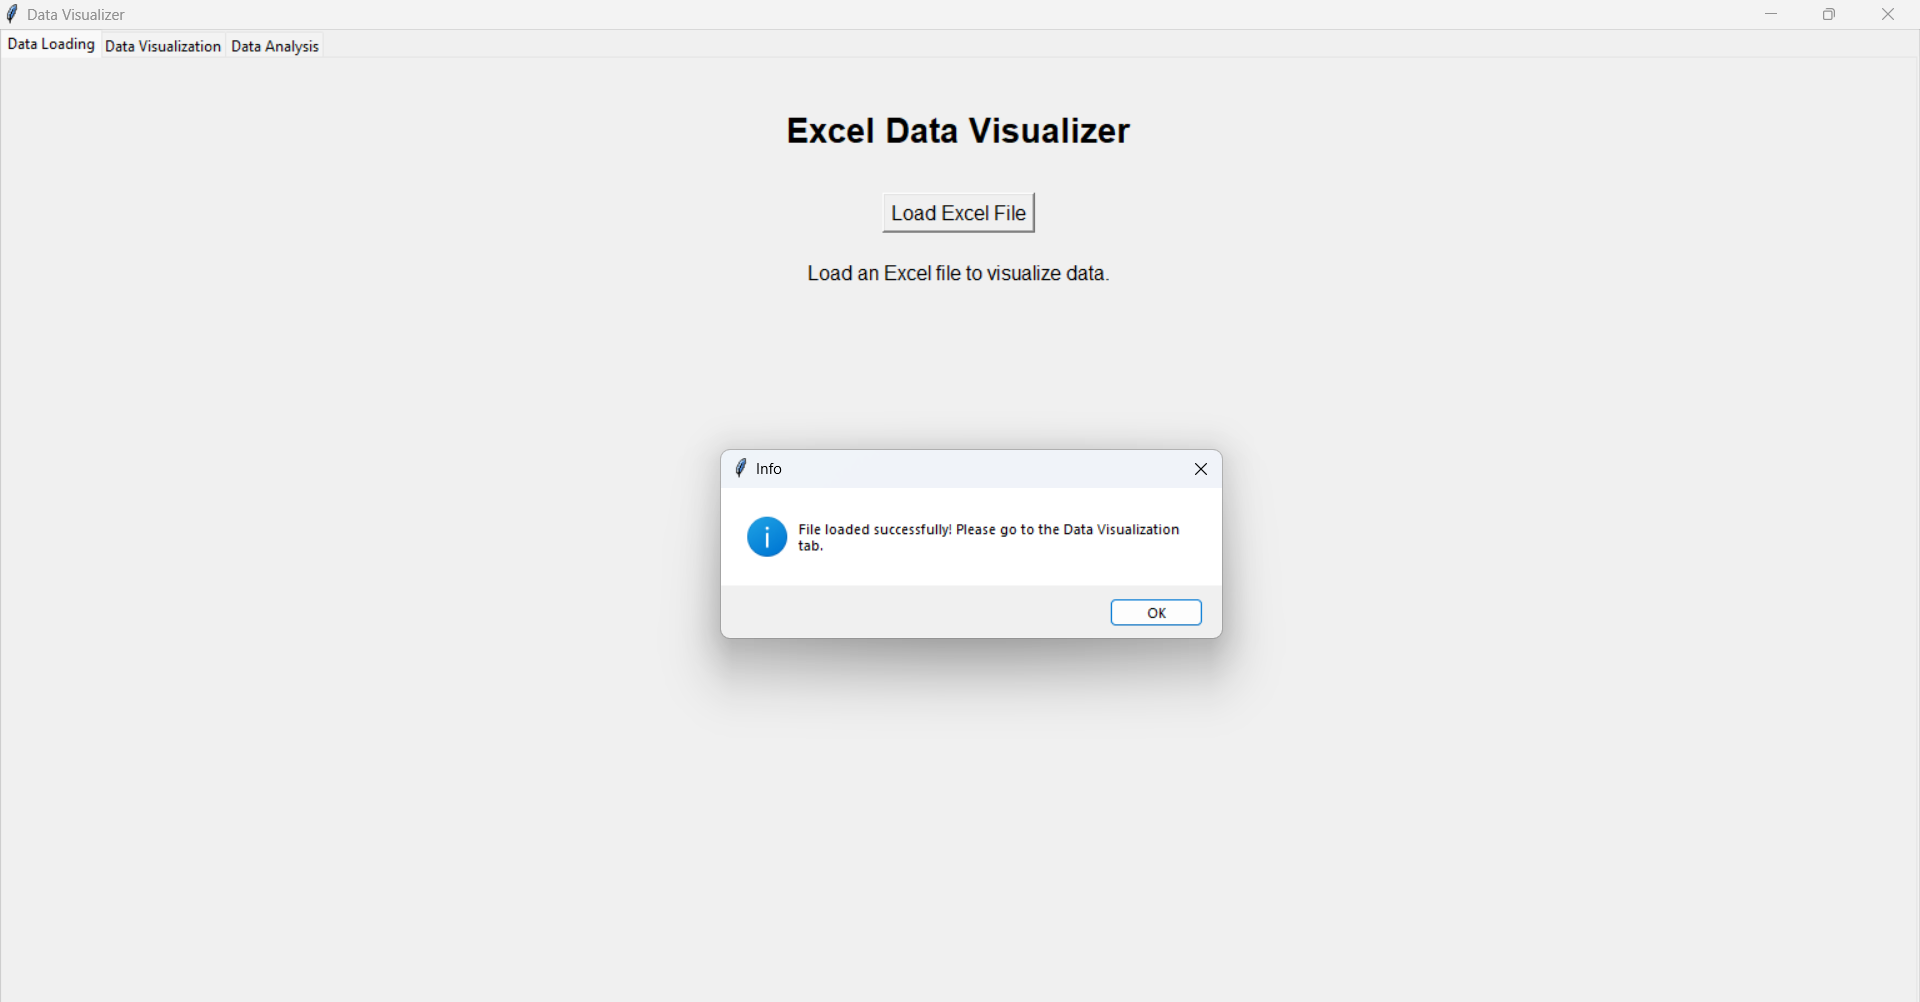 Data Visualizer
Data Loading Data Visualization Data Analysis
Excel Data Visualizer
Load Excel File
Load an Excel file to visualize data.
Info
File loaded successfully! Please go to the Data Visualization
tab.
OK